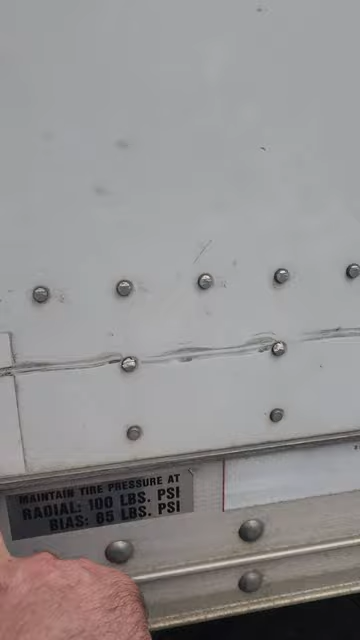 MAINTAIN TIRE PRESSURE AT
RADIAL: 100 LBS. PSI
BIAS: 85 LBS. PSI